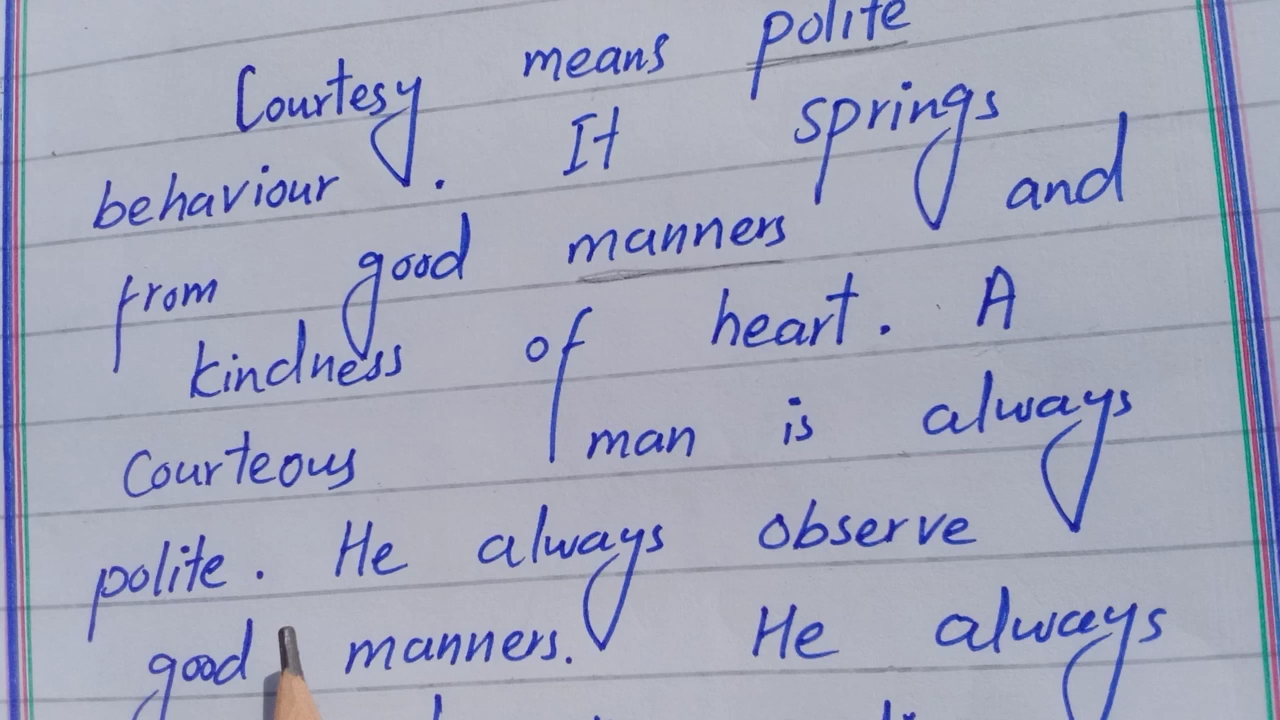 Courtesy means polite
behaviour. It springs
from good manners and
kindness of heart. A
Courteous man is always
polite. He always observe
good manners. He always